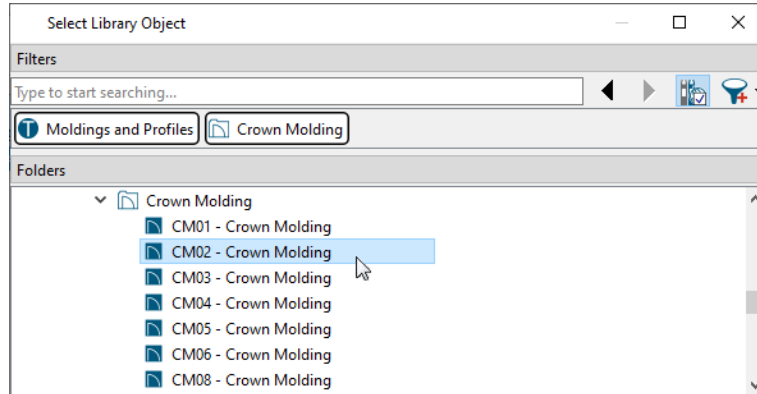 Select Library Object
Filters
Type to start searching...
Moldings and Profiles Crown Molding
Folders
Crown Molding
CM01 - Crown Molding
CM02 - Crown Molding
CM03 - Crown Molding
CM04 - Crown Molding
CM05 - Crown Molding
CM06 - Crown Molding
CM08 - Crown Molding